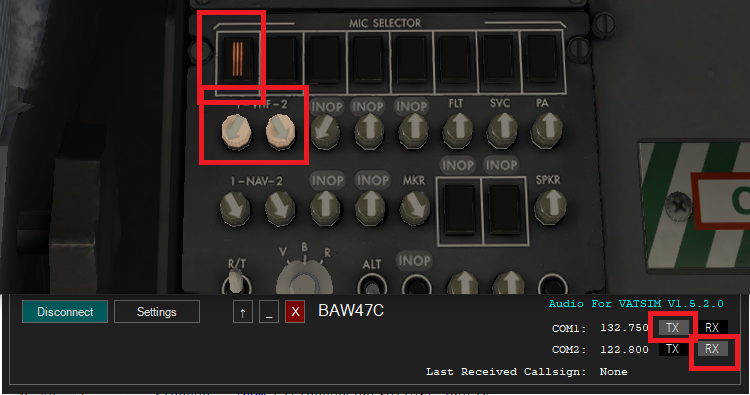 MIC SELECTOR
1-VHF-2 INOP INOP INOP FLT SVC PA
INOP INOP
1-NAV-2 INOP INOP MKR SPKR
R/T V B R ALT INOP
Disconnect Settings ↑ _ X BAW47C
Audio For VATSIM V1.5.2.0
COM1: 132.750 TX RX
COM2: 122.800 TX RX
Last Received Callsign: None